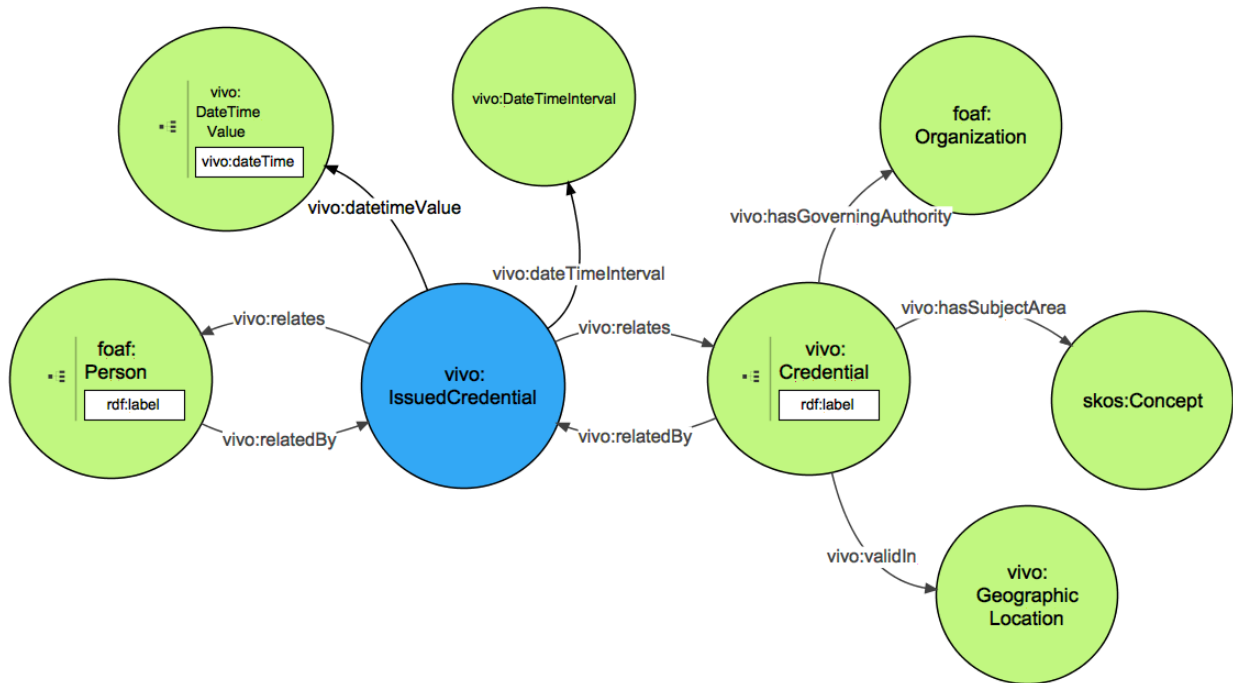 vivo:
DateTime
Value
vivo:dateTime
vivo:DateTimeInterval
foaf:
Organization
vivo:datetimeValue
vivo:hasGoverningAuthority
vivo:dateTimeInterval
vivo:relates
vivo:relates
vivo:hasSubjectArea
foaf:
Person
rdf:label
vivo:
IssuedCredential
vivo:
Credential
rdf:label
skos:Concept
vivo:relatedBy
vivo:relatedBy
vivo:validIn
vivo:
Geographic
Location